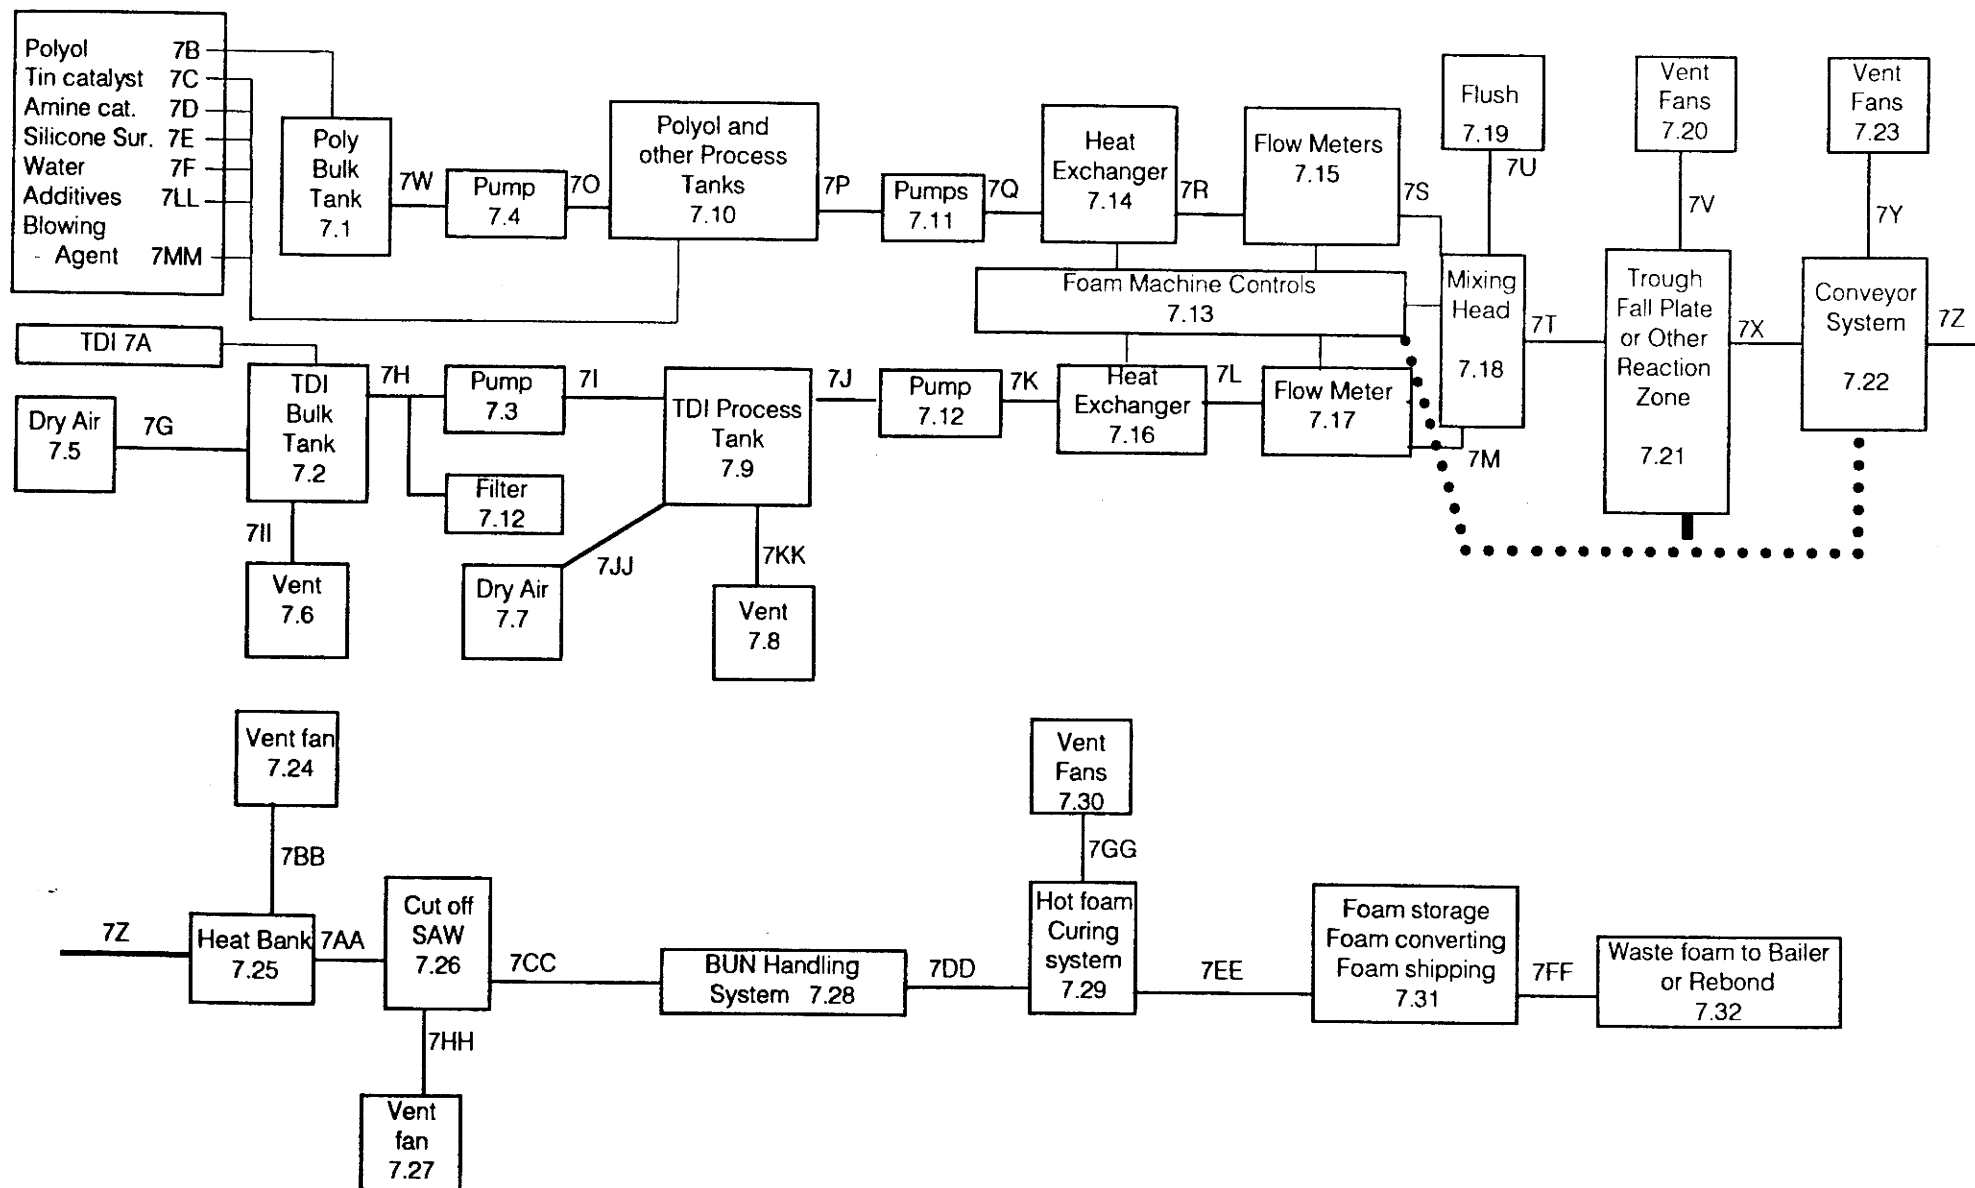 Polyol 7B
Tin catalyst 7C
Amine cat. 7D
Silicone Sur. 7E
Water 7F
Additives 7LL
Blowing
- Agent 7MM
Poly
Bulk
Tank
7.1
7W
Pump
7.4
7O
Polyol and
other Process
Tanks
7.10
7P
Pumps
7.11
7Q
Heat
Exchanger
7.14
7R
Flow Meters
7.15
7S
Flush
7.19
7U
Vent
Fans
7.20
7V
Vent
Fans
7.23
7Y
Foam Machine Controls
7.13
Mixing
Head
7.18
7T
Trough
Fall Plate
or Other
Reaction
Zone
7.21
7X
Conveyor
System
7.22
7Z
TDI 7A
Dry Air
7.5
7G
TDI
Bulk
Tank
7.2
7H
Pump
7.3
7I
Filter
7.12
TDI Process
Tank
7.9
7J
Pump
7.12
7K
Heat
Exchanger
7.16
7L
Flow Meter
7.17
7M
7II
Vent
7.6
Dry Air
7.7
7JJ
7KK
Vent
7.8
Vent fan
7.24
7BB
7Z
Heat Bank
7.25
7AA
Cut off
SAW
7.26
7HH
Vent
fan
7.27
7CC
BUN Handling
System 7.28
7DD
Vent
Fans
7.30
7GG
Hot foam
Curing
system
7.29
7EE
Foam storage
Foam converting
Foam shipping
7.31
7FF
Waste foam to Bailer
or Rebond
7.32